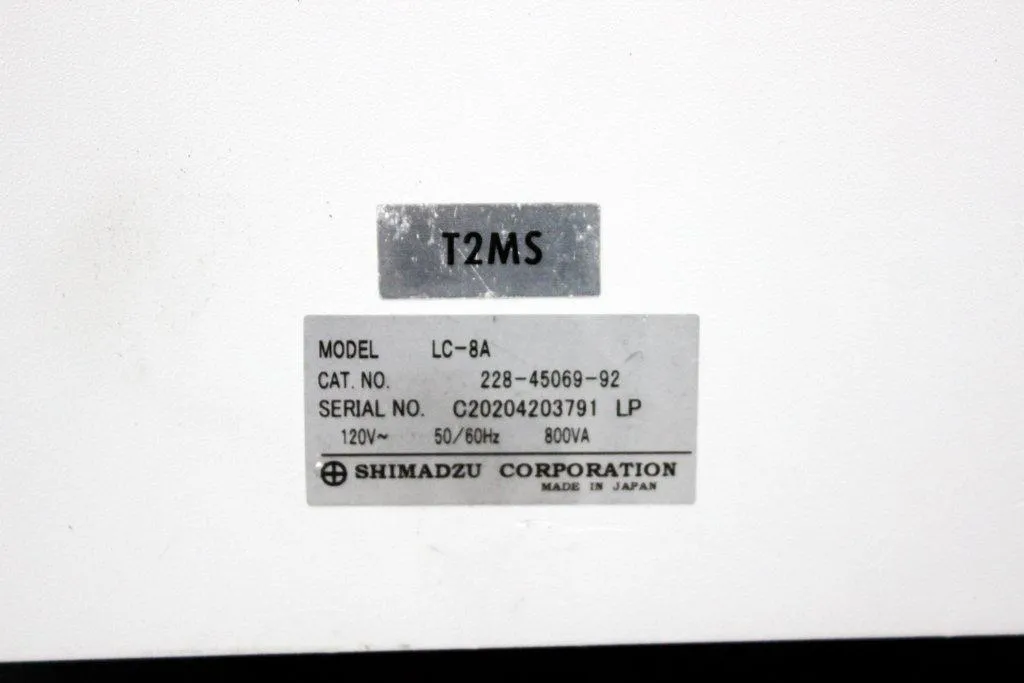 T2MS
MODEL LC-8A
CAT. NO. 228-45069-92
SERIAL NO. C20204203791 LP
120V~ 50/60Hz 800VA
SHIMADZU CORPORATION
MADE IN JAPAN